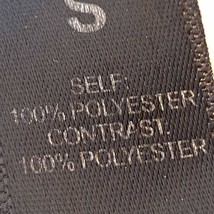 S
SELF:
100% POLYESTER
CONTRAST:
100% POLYESTER